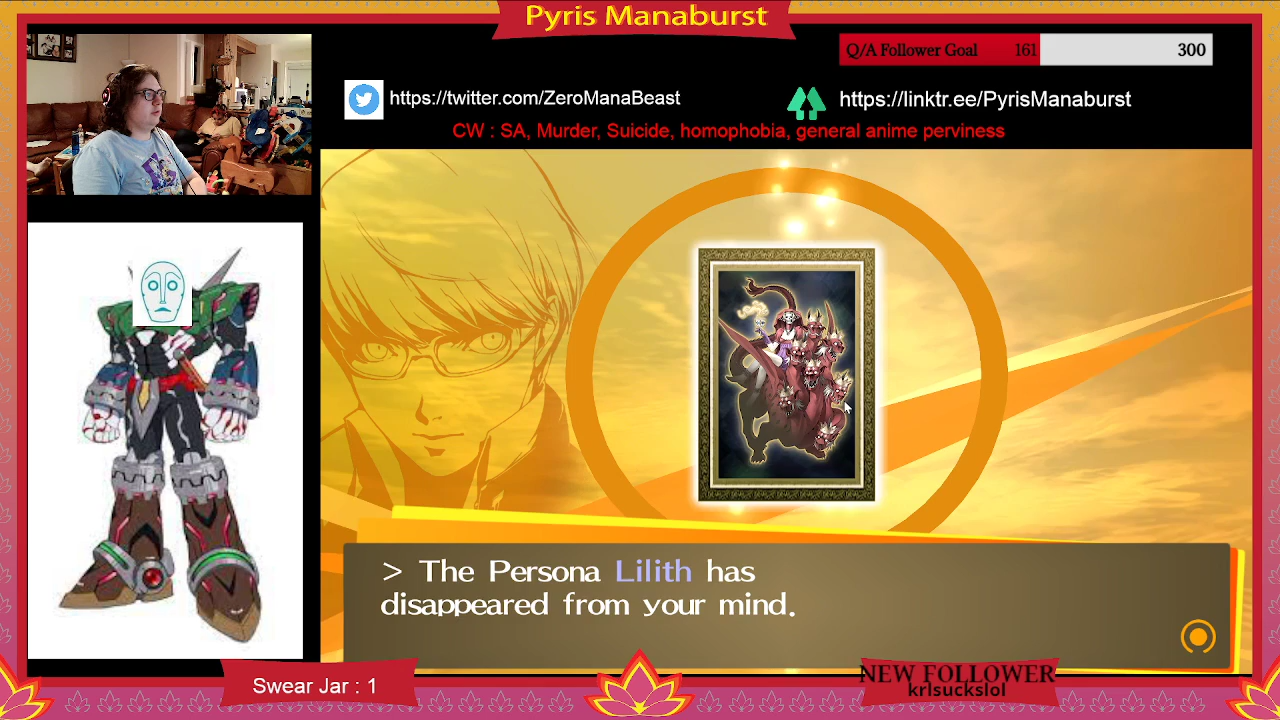 Pyris Manaburst
Q/A Follower Goal 161 300
https://twitter.com/ZeroManaBeast
https://linktr.ee/PyrisManaburst
CW : SA, Murder, Suicide, homophobia, general anime perviness
> The Persona Lilith has
disappeared from your mind.
Swear Jar : 1
NEW FOLLOWER
krlsuckslol